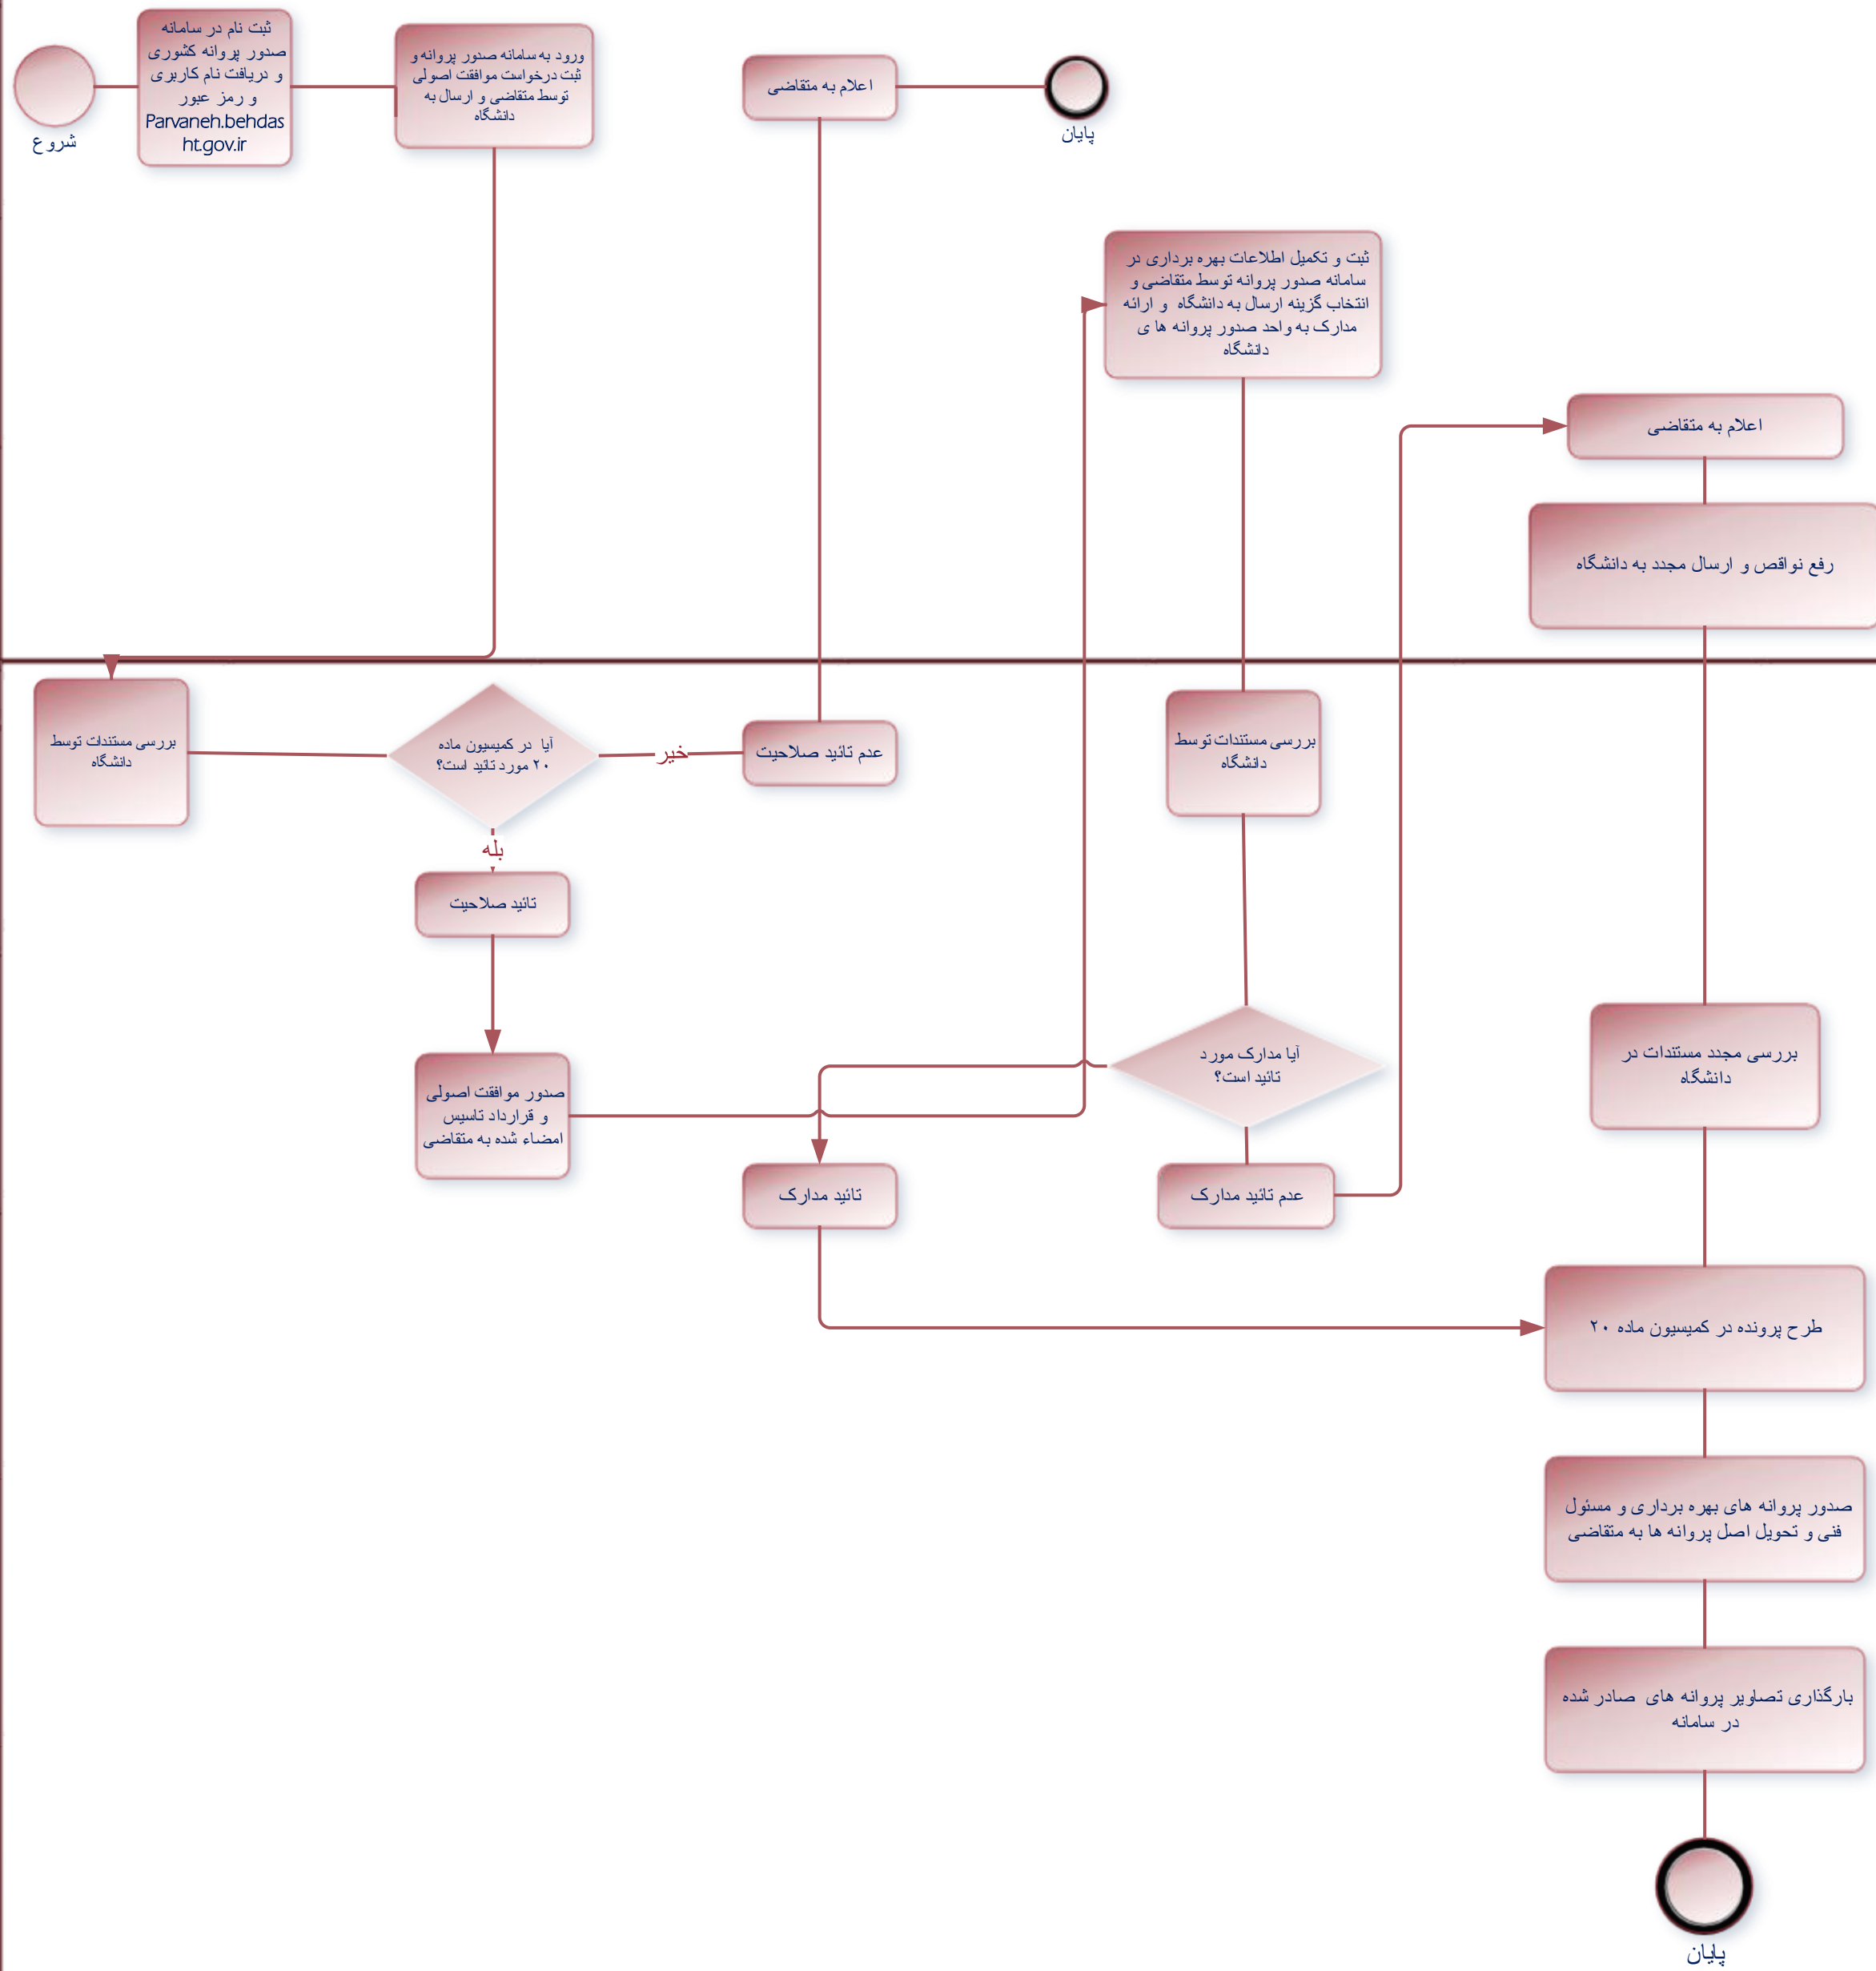 ثبت نام در سامانه
صدور پروانه کشوری
و دریافت نام کاربری
و رمز عبور
Parvaneh.behdas
ht.gov.ir
شروع
ورود به سامانه صدور پروانه و
ثبت درخواست موافقت اصولی
توسط متقاضی و ارسال به
دانشگاه
اعلام به متقاضی
پایان
ثبت و تکمیل اطلاعات بهره برداری در
سامانه صدور پروانه توسط متقاضی و
انتخاب گزینه ارسال به دانشگاه و ارائه
مدارک به واحد صدور پروانه ها ی
دانشگاه
اعلام به متقاضی
رفع نواقص و ارسال مجدد به دانشگاه
بررسی مستندات توسط
دانشگاه
آیا در کمیسیون ماده
۲۰ مورد تائید است؟
خیر
عدم تائید صلاحیت
بله
تائید صلاحیت
صدور موافقت اصولی
و قرارداد تاسیس
امضاء شده به متقاضی
بررسی مستندات توسط
دانشگاه
آیا مدارک مورد
تائید است؟
تائید مدارک
عدم تائید مدارک
بررسی مجدد مستندات در
دانشگاه
طرح پرونده در کمیسیون ماده ۲۰
صدور پروانه های بهره برداری و مسئول
فنی و تحویل اصل پروانه ها به متقاضی
بارگذاری تصاویر پروانه های صادر شده
در سامانه
پایان